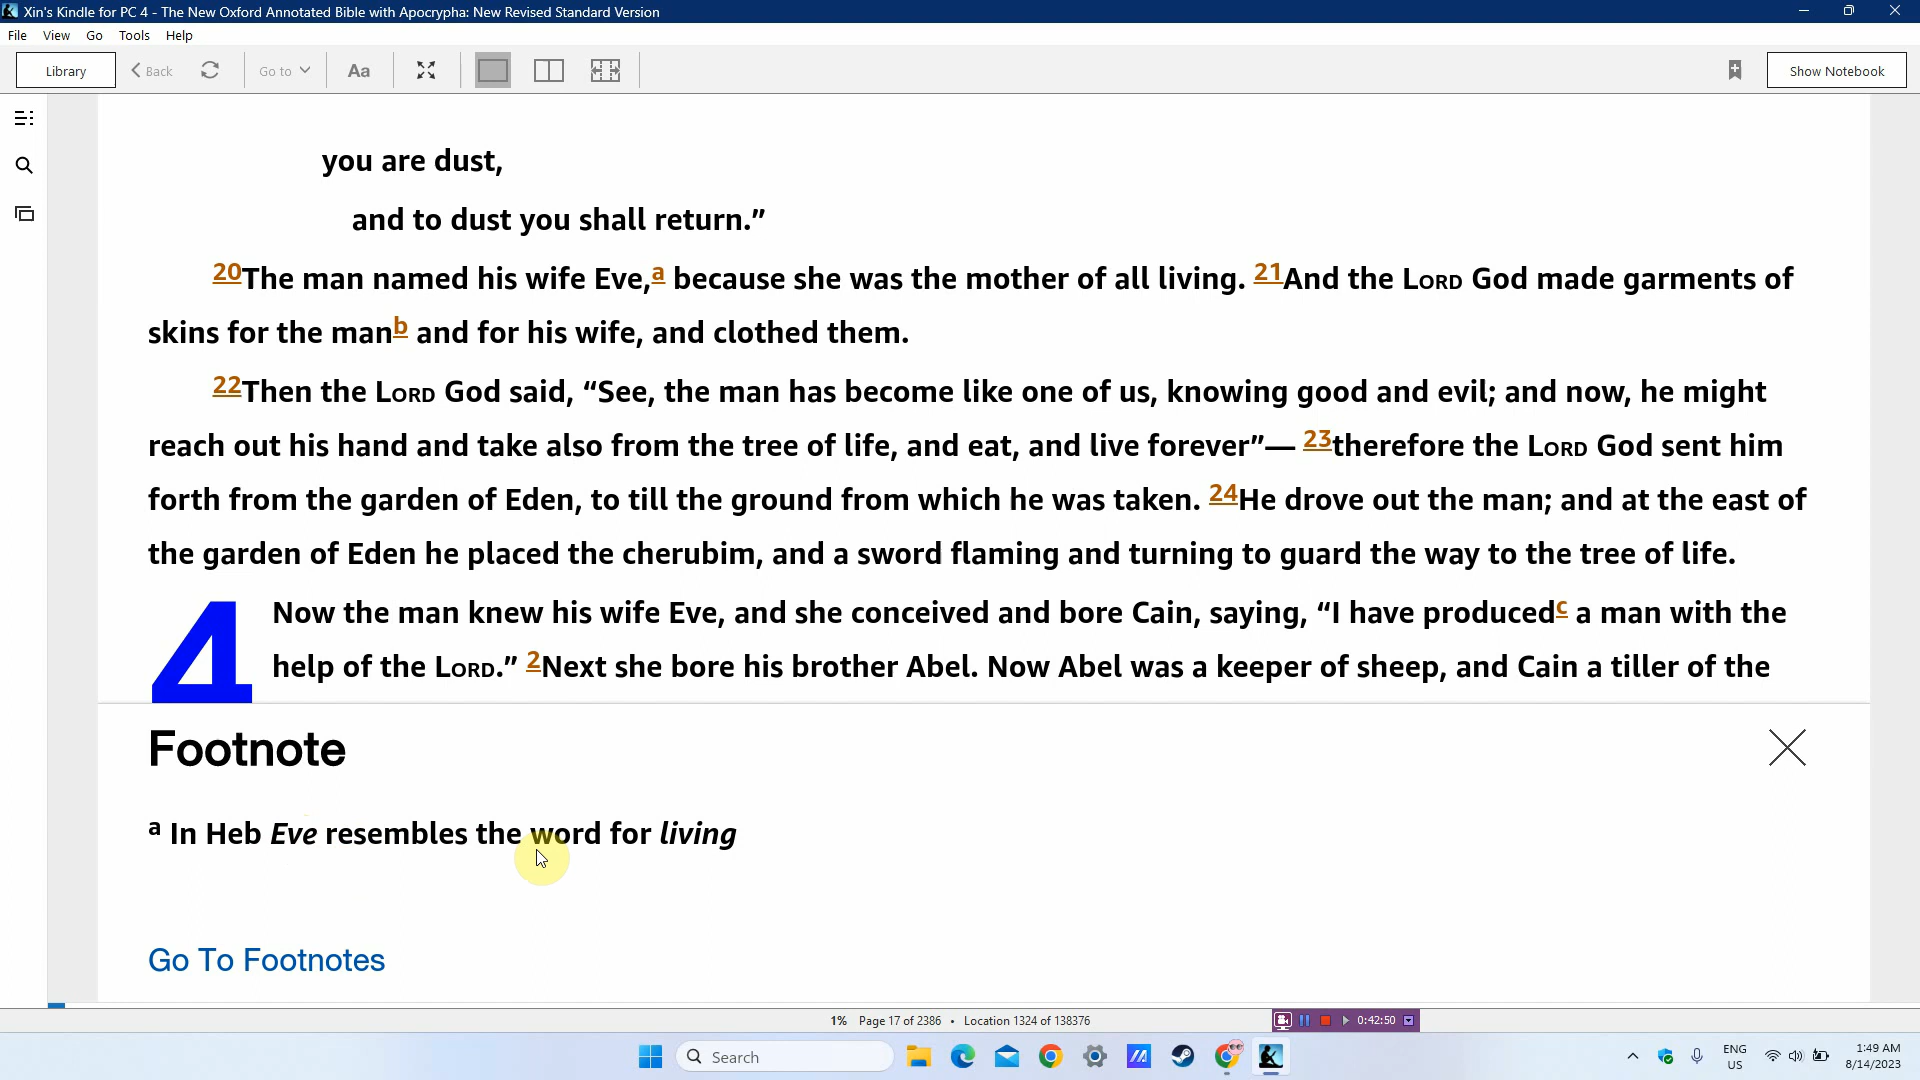 Xin's Kindle for PC 4 - The New Oxford Annotated Bible with Apocrypha: New Revised Standard Version
File View Go Tools Help
Library Back Go to Aa Show Notebook
you are dust,
and to dust you shall return.”
20The man named his wife Eve,a because she was the mother of all living. 21And the LORD God made garments of
skins for the manb and for his wife, and clothed them.
22Then the LORD God said, “See, the man has become like one of us, knowing good and evil; and now, he might
reach out his hand and take also from the tree of life, and eat, and live forever”— 23therefore the LORD God sent him
forth from the garden of Eden, to till the ground from which he was taken. 24He drove out the man; and at the east of
the garden of Eden he placed the cherubim, and a sword flaming and turning to guard the way to the tree of life.
4 Now the man knew his wife Eve, and she conceived and bore Cain, saying, “I have producedc a man with the
help of the LORD.” 2Next she bore his brother Abel. Now Abel was a keeper of sheep, and Cain a tiller of the
Footnote
a In Heb Eve resembles the word for living
Go To Footnotes
1% Page 17 of 2386 • Location 1324 of 138376
0:42:50
Search
ENG
US
1:49 AM
8/14/2023